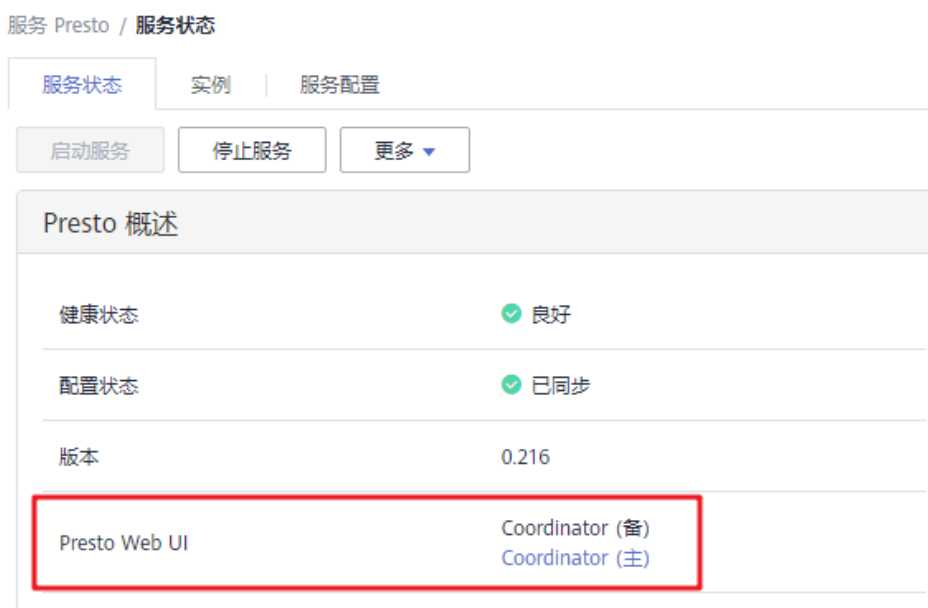 服务 Presto / 服务状态
服务状态 实例 服务配置
启动服务 停止服务 更多
Presto 概述
健康状态 良好
配置状态 已同步
版本 0.216
Presto Web UI
Coordinator (备)
Coordinator (主)